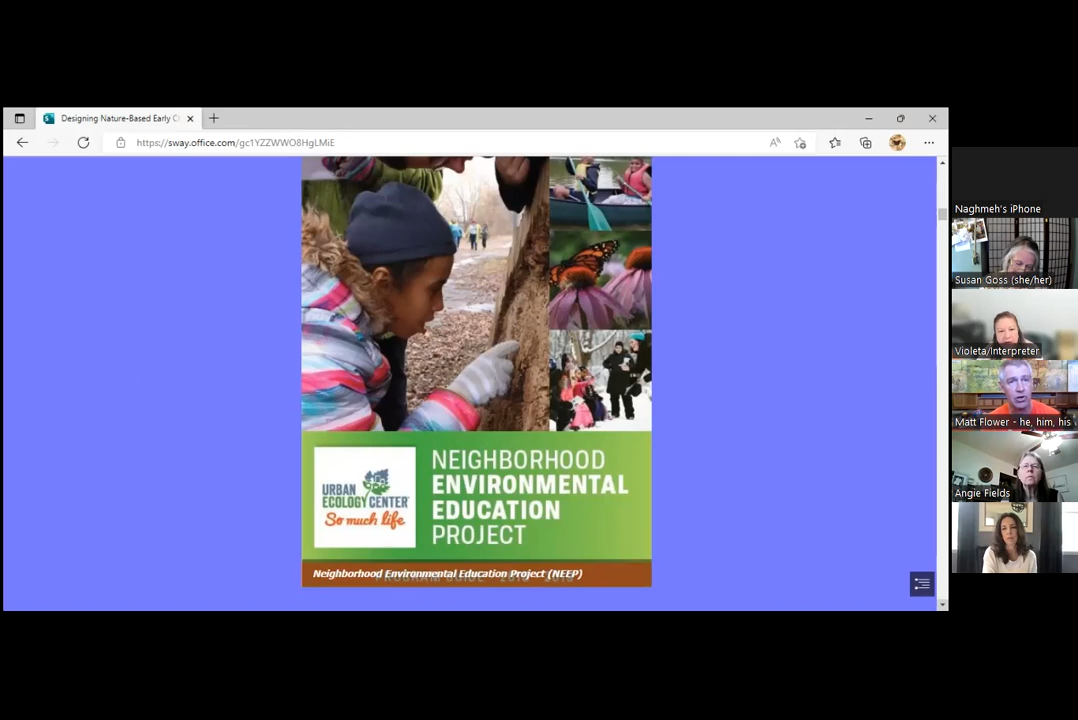 Designing Nature-Based Early C
https://sway.office.com/gc1YZZWWO8HgLMiE
Naghmeh's iPhone
Susan Goss (she/her)
Violeta/Interpreter
Matt Flower - he, him, his
Angie Fields
URBAN
ECOLOGY CENTER
So much life
NEIGHBORHOOD
ENVIRONMENTAL
EDUCATION
PROJECT
Neighborhood Environmental Education Project (NEEP)
PROGRAM GUIDE